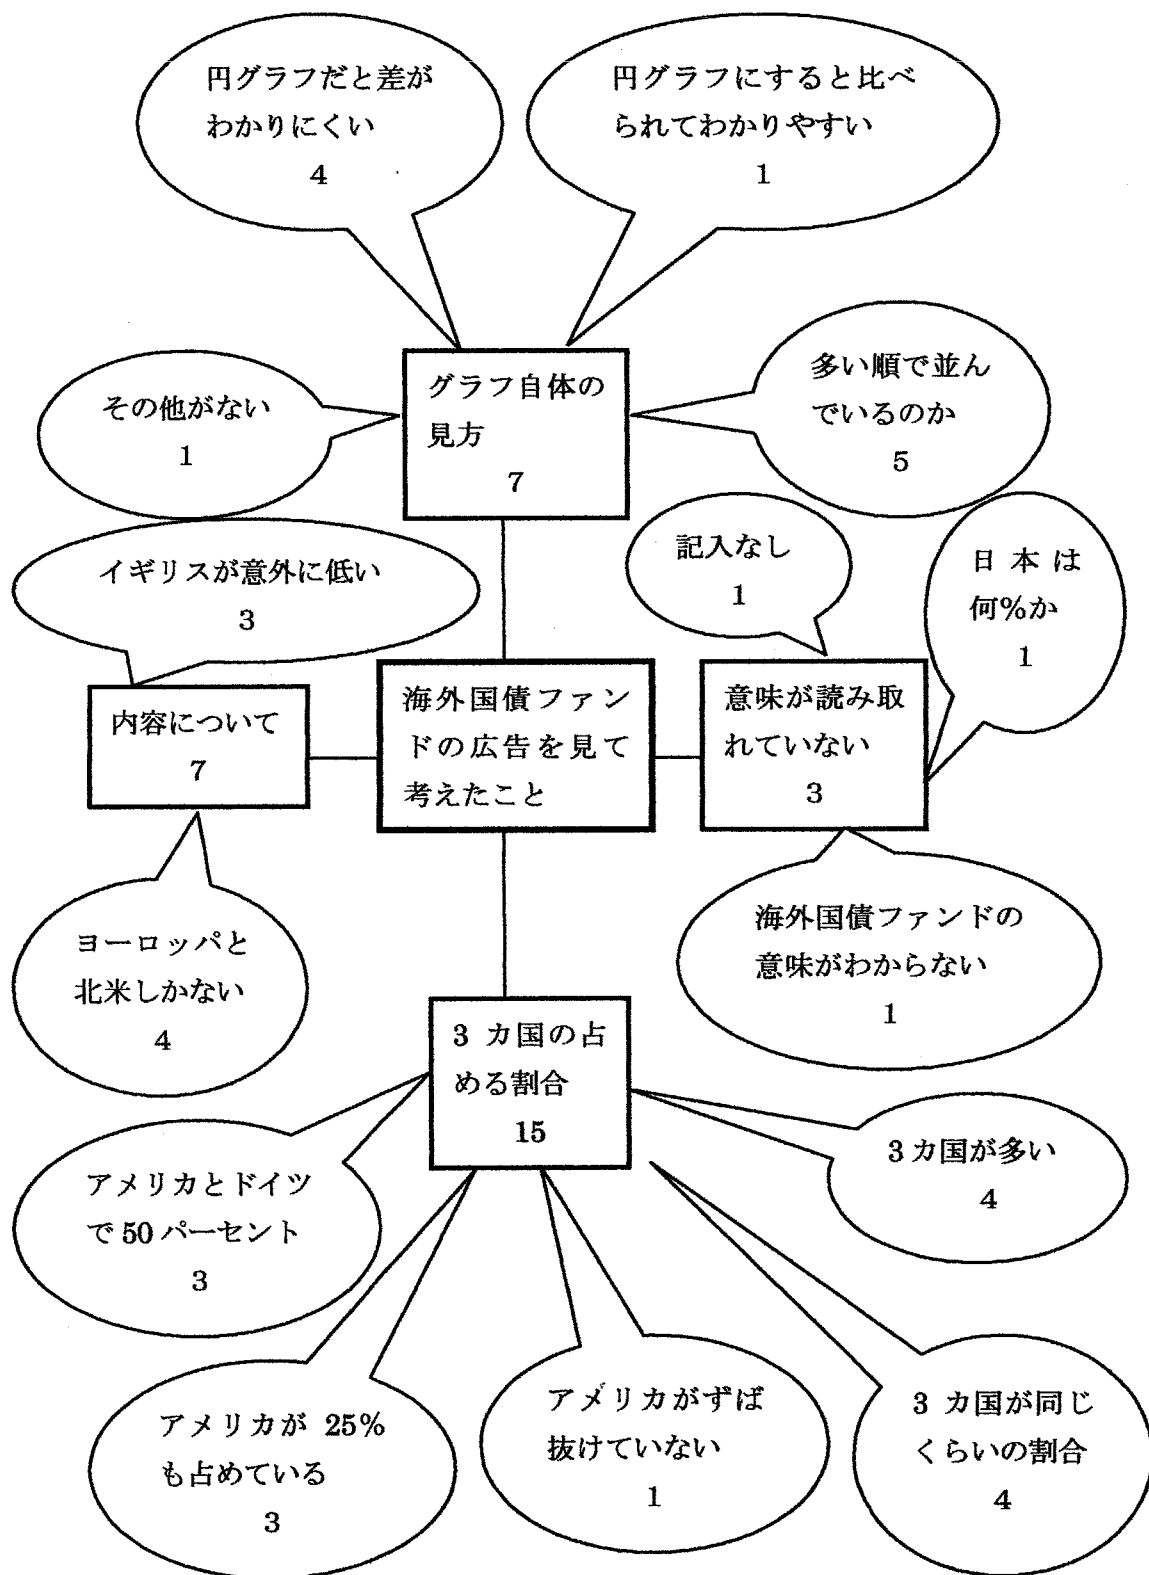 円グラフだと差が
わかりにくい
4
円グラフにすると比べ
られてわかりやすい
1
その他がない
1
グラフ自体の
見方
7
多い順で並ん
でいるのか
5
イギリスが意外に低い
3
記入なし
1
日本は
何%か
1
内容について
7
海外国債ファン
ドの広告を見て
考えたこと
意味が読み取
れていない
3
ヨーロッパと
北米しかない
4
海外国債ファンドの
意味がわからない
1
3 カ国の占
める割合
15
アメリカとドイツ
で 50 パーセント
3
3 カ国が多い
4
アメリカが 25%
も占めている
3
アメリカがずば
抜けていない
1
3 カ国が同じ
くらいの割合
4